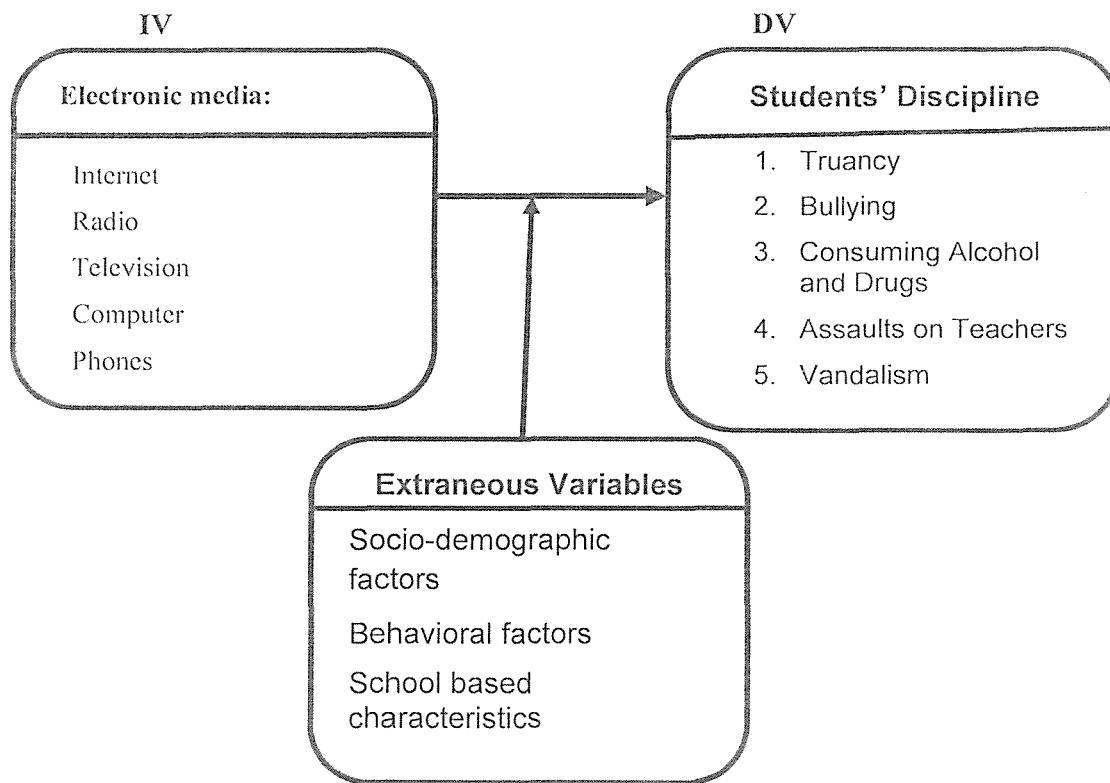 IV
Electronic media:
Internet
Radio
Television
Computer
Phones
DV
Students' Discipline
1. Truancy
2. Bullying
3. Consuming Alcohol
and Drugs
4. Assaults on Teachers
5. Vandalism
Extraneous Variables
Socio-demographic
factors
Behavioral factors
School based
characteristics